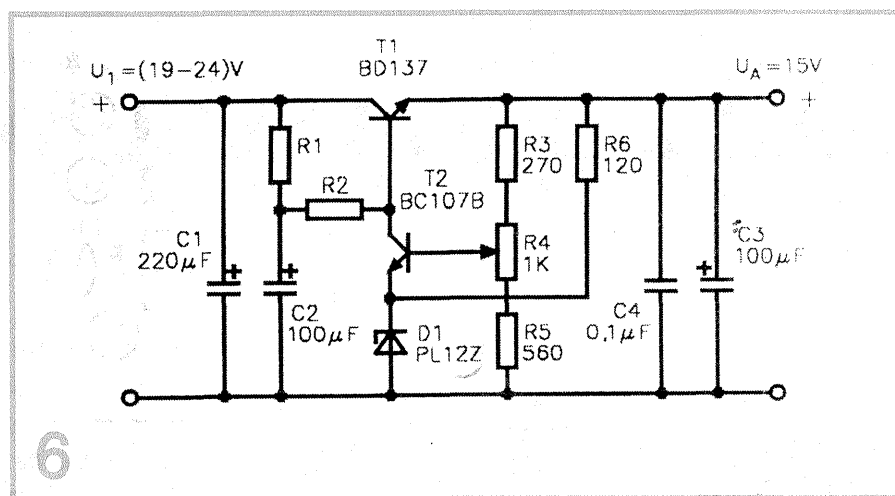 T1
BD137
U1=(19-24)V
+
UA=15V
+
R1
R2
T2
BC107B
R3
270
R6
120
C1
220μF
+
C2
100μF
+
R4
1K
D1
PL12Z
R5
560
C4
0,1μF
C3
100μF
+
6